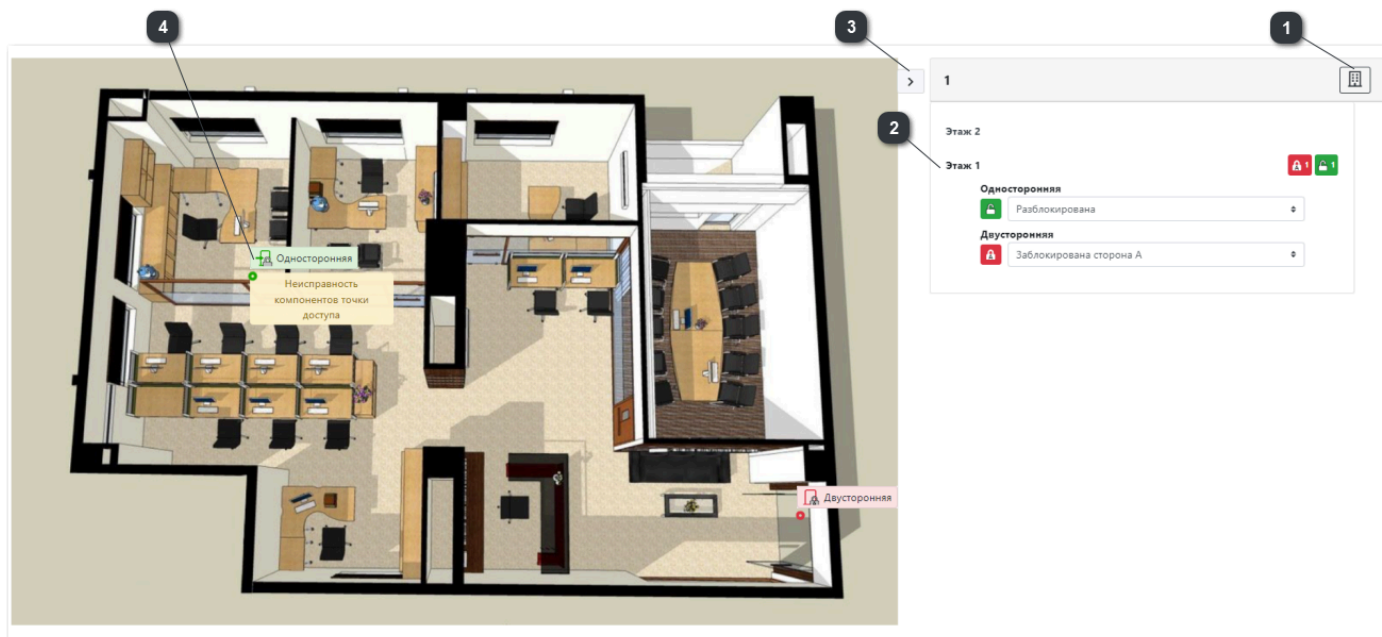 4
3
1
1
2
Этаж 2
Этаж 1
1
1
Односторонняя
Разблокирована
Двусторонняя
Заблокирована сторона А
Односторонняя
Неисправность
компонентов точки
доступа
Двусторонняя